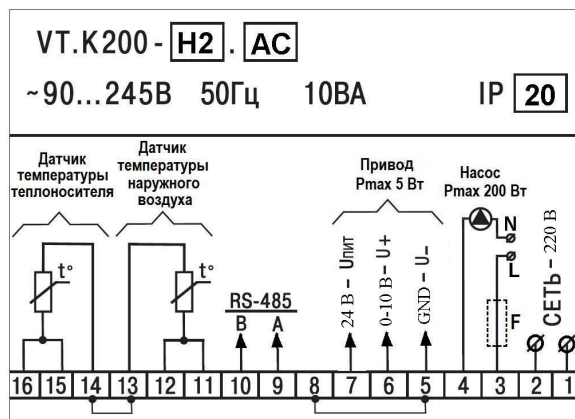 VT.K200 - H2 . AC
~90...245В 50Гц 10ВА IP 20
Датчик
температуры
теплоносителя
Датчик
температуры
наружного
воздуха
Привод
Pmax 5 Вт
Насос
Pmax 200 Вт
t°
t°
RS-485
B A
24 В - Uпит
0-10 В - U+
GND - U-
N
L
F
СЕТЬ - 220 В
16 15 14 13 12 11 10 9 8 7 6 5 4 3 2 1